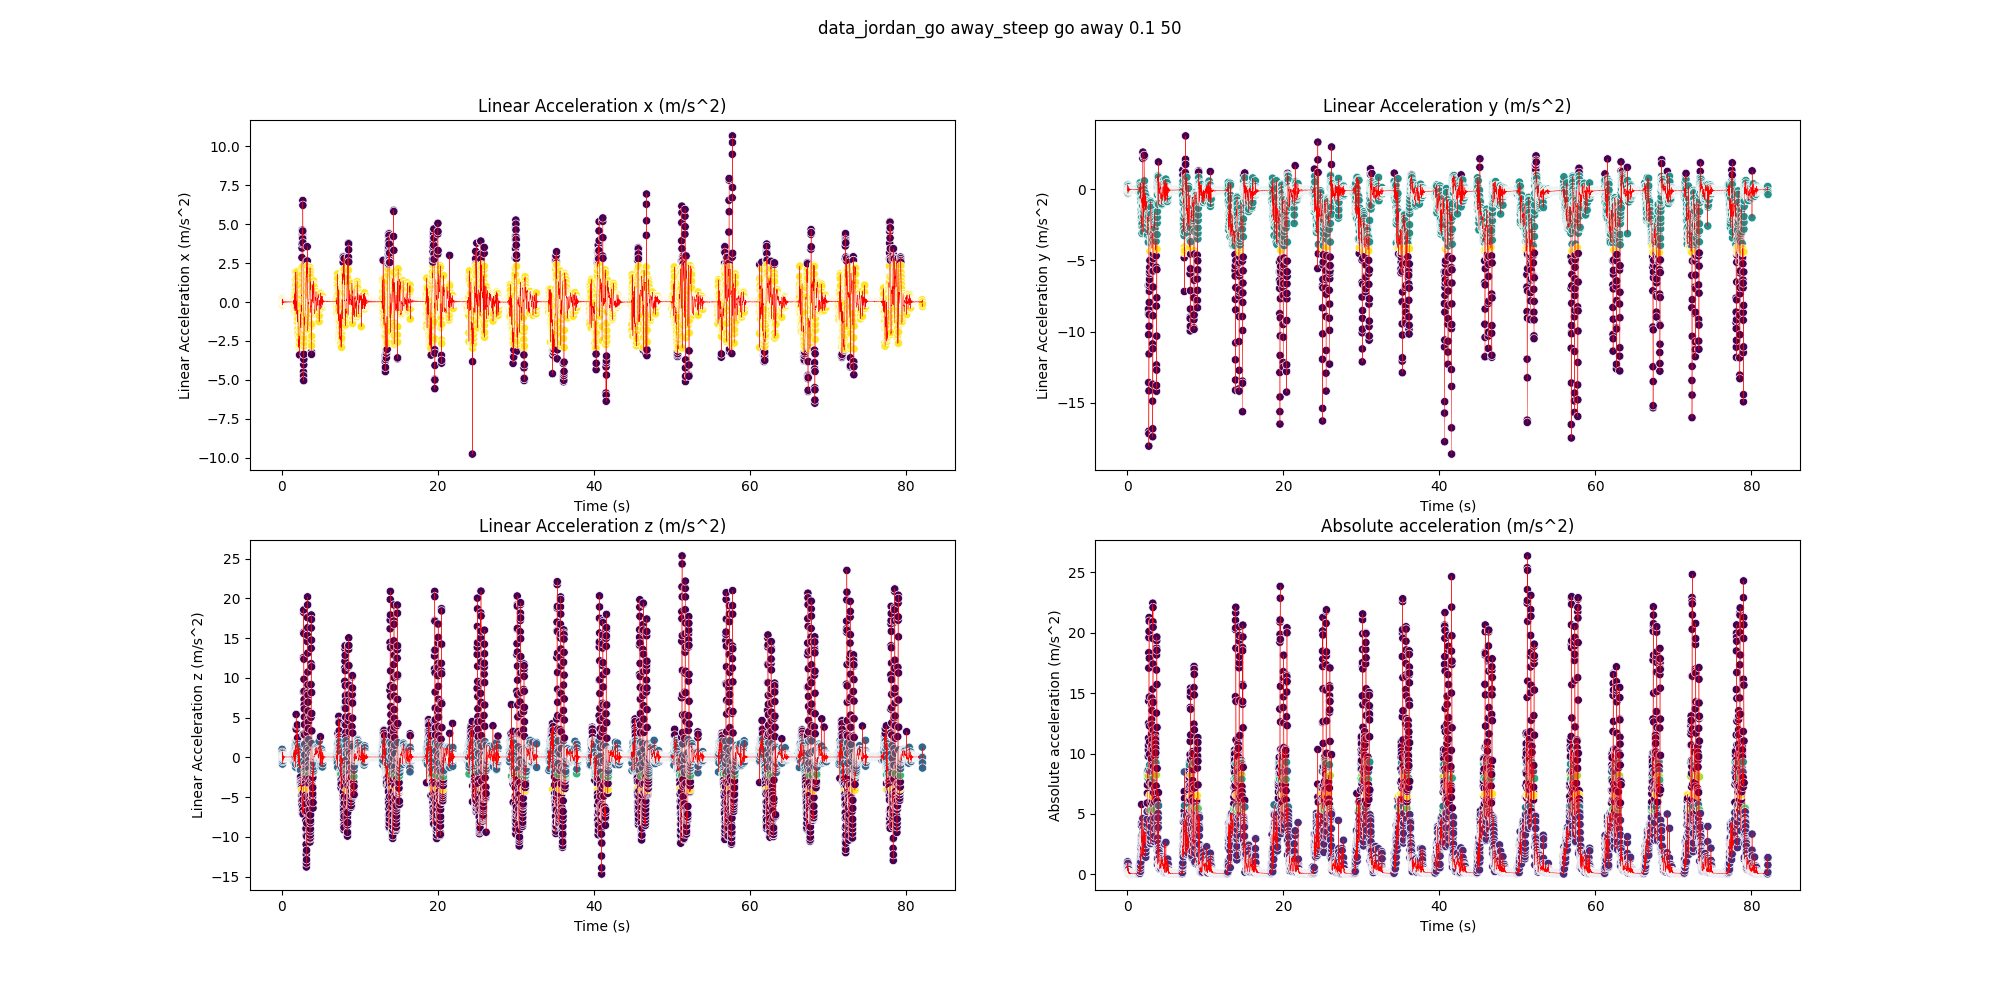 data_jordan_go away_steep go away 0.1 50
Linear Acceleration x (m/s^2)
Linear Acceleration x (m/s^2)
10.0
7.5
5.0
2.5
0.0
−2.5
−5.0
−7.5
−10.0
0 20 40 60 80
Time (s)
Linear Acceleration y (m/s^2)
Linear Acceleration y (m/s^2)
0
−5
−10
−15
0 20 40 60 80
Time (s)
Linear Acceleration z (m/s^2)
Linear Acceleration z (m/s^2)
25
20
15
10
5
0
−5
−10
−15
0 20 40 60 80
Time (s)
Absolute acceleration (m/s^2)
Absolute acceleration (m/s^2)
25
20
15
10
5
0
0 20 40 60 80
Time (s)